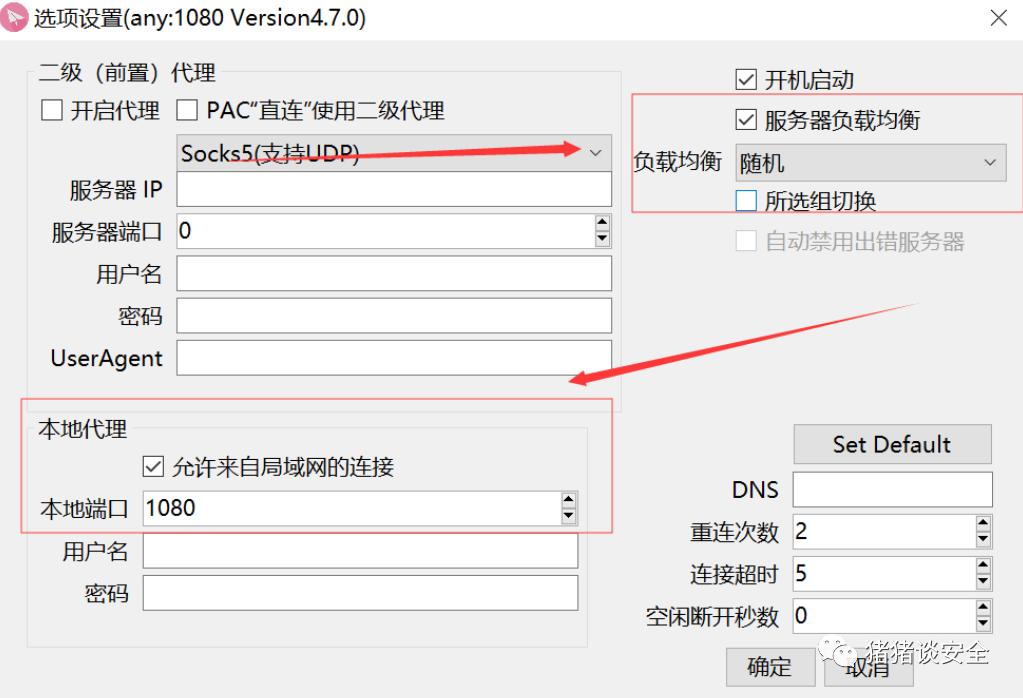 选项设置(any:1080 Version4.7.0)
二级（前置）代理
开启代理 PAC“直连”使用二级代理
Socks5(支持UDP)
服务器 IP
服务器端口 0
用户名
密码
UserAgent
开机启动
服务器负载均衡
负载均衡 随机
所选组切换
自动禁用出错服务器
本地代理
允许来自局域网的连接
本地端口 1080
用户名
密码
Set Default
DNS
重连次数 2
连接超时 5
空闲断开秒数 0
确定 取消
猪猪谈安全